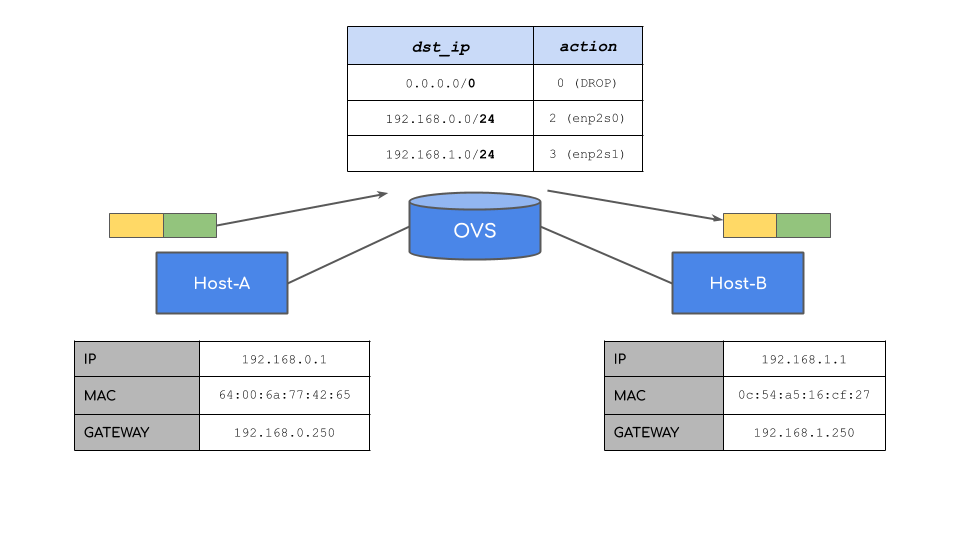 dst_ip action
0.0.0.0/0 0 (DROP)
192.168.0.0/24 2 (enp2s0)
192.168.1.0/24 3 (enp2s1)
OVS
Host-A
Host-B
IP 192.168.0.1
MAC 64:00:6a:77:42:65
GATEWAY 192.168.0.250
IP 192.168.1.1
MAC 0c:54:a5:16:cf:27
GATEWAY 192.168.1.250